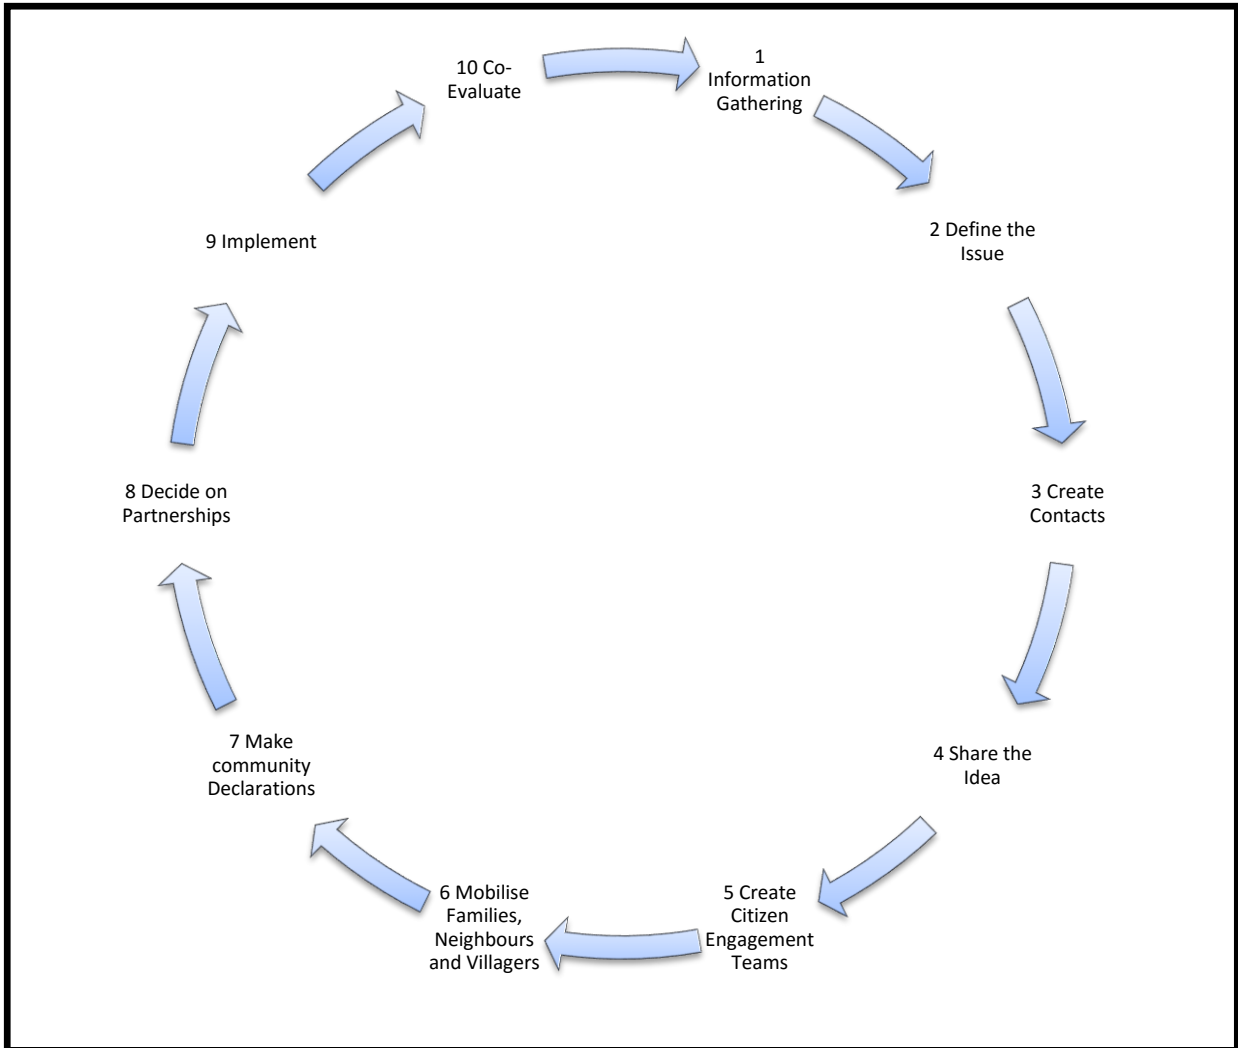 1
Information
Gathering
2 Define the
Issue
3 Create
Contacts
4 Share the
Idea
5 Create
Citizen
Engagement
Teams
6 Mobilise
Families,
Neighbours
and Villagers
7 Make
community
Declarations
8 Decide on
Partnerships
9 Implement
10 Co-
Evaluate